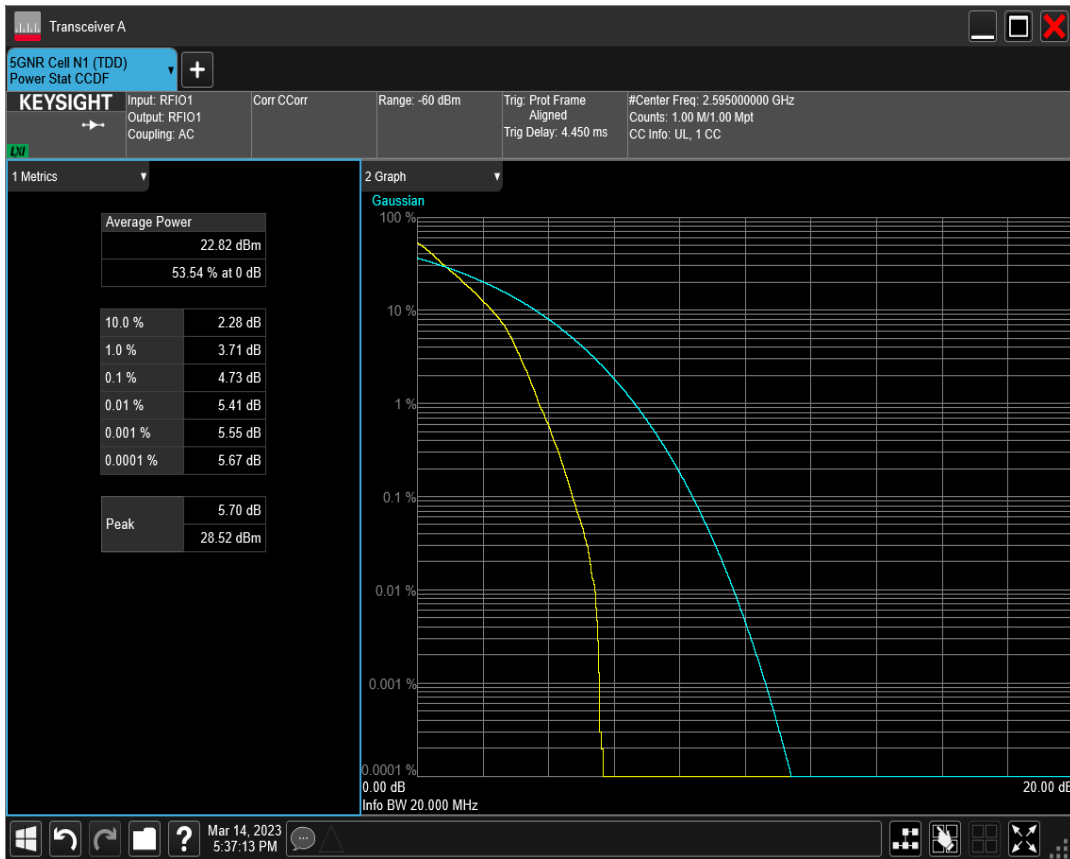 Transceiver A
5GNR Cell N1 (TDD)
Power Stat CCDF
KEYSIGHT
LXI
Input: RFIO1
Output: RFIO1
Coupling: AC
Corr CCorr
Range: -60 dBm
Trig: Prot Frame
Aligned
Trig Delay: 4.450 ms
#Center Freq: 2.595000000 GHz
Counts: 1.00 M/1.00 Mpt
CC Info: UL, 1 CC
1 Metrics
Average Power
22.82 dBm
53.54 % at 0 dB
10.0 % 2.28 dB
1.0 % 3.71 dB
0.1 % 4.73 dB
0.01 % 5.41 dB
0.001 % 5.55 dB
0.0001 % 5.67 dB
Peak
5.70 dB
28.52 dBm
2 Graph
Gaussian
100 %
10 %
1 %
0.1 %
0.01 %
0.001 %
0.0001 %
0.00 dB 20.00 dB
Info BW 20.000 MHz
Mar 14, 2023
5:37:13 PM